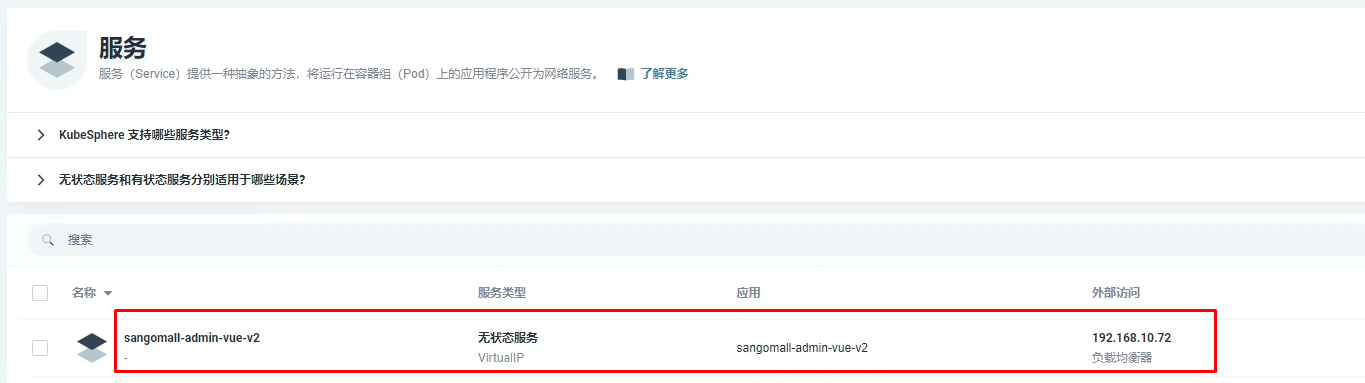 服务
服务（Service）提供一种抽象的方法，将运行在容器组（Pod）上的应用程序公开为网络服务。 了解更多
KubeSphere 支持哪些服务类型?
无状态服务和有状态服务分别适用于哪些场景?
搜索
名称 服务类型 应用 外部访问
sangomall-admin-vue-v2 无状态服务 192.168.10.72
sangomall-admin-vue-v2
- VirtualIP 负载均衡器